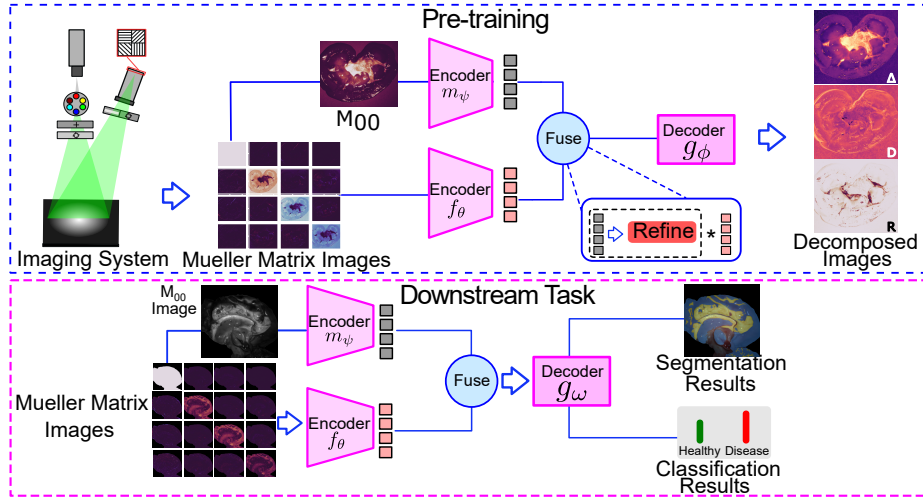 Pre-training
Imaging System
Mueller Matrix Images
M00
Encoder
mψ
Encoder
fθ
Fuse
Refine
*
Decoder
gϕ
Δ
D
R
Decomposed
Images
Downstream Task
Mueller Matrix
Images
M00
Image
Encoder
mψ
Encoder
fθ
Fuse
Decoder
gω
Segmentation
Results
Healthy Disease
Classification
Results